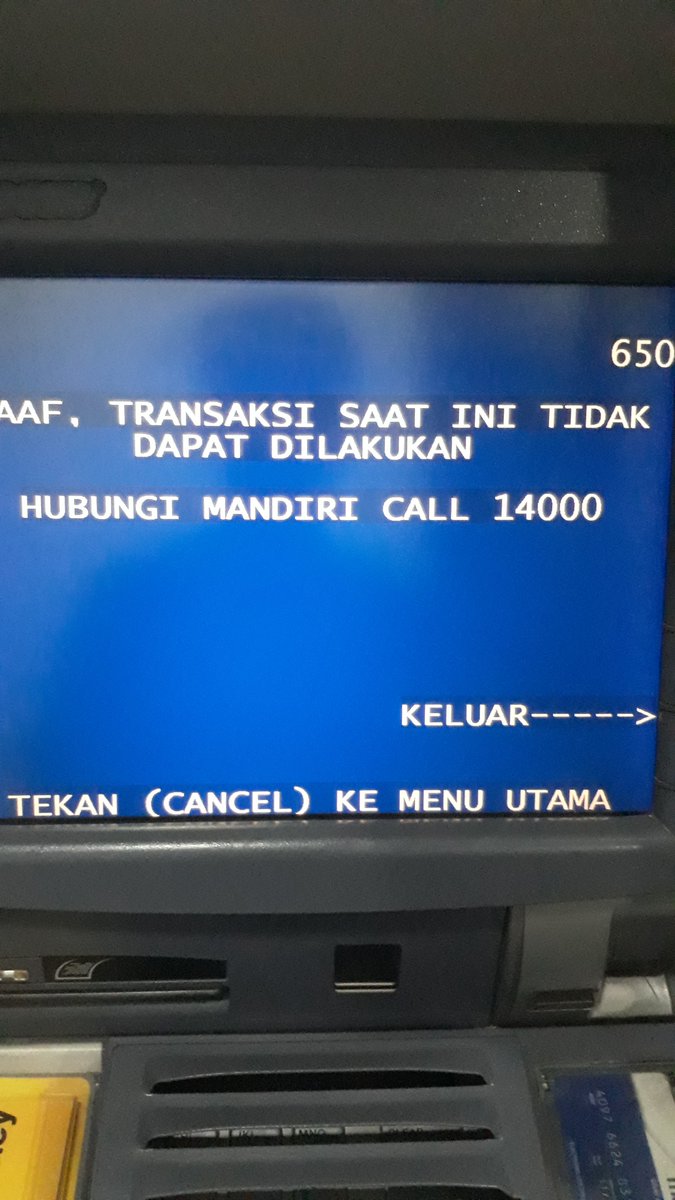 650
AAF, TRANSAKSI SAAT INI TIDAK
DAPAT DILAKUKAN
HUBUNGI MANDIRI CALL 14000
KELUAR----->
TEKAN (CANCEL) KE MENU UTAMA